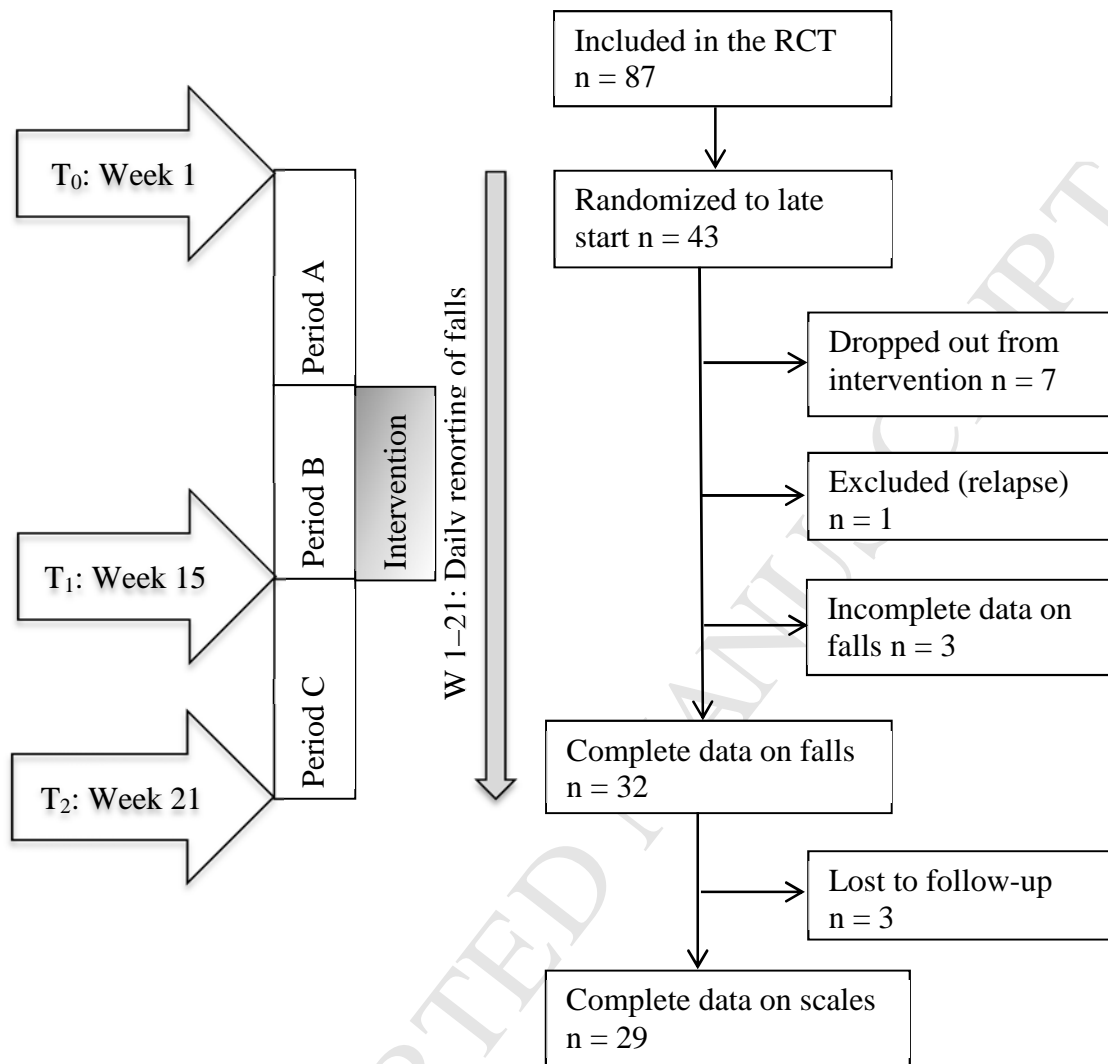 Included in the RCT
n = 87
T₀: Week 1
Randomized to late
start n = 43
Period A
Dropped out from
intervention n = 7
W 1–21: Daily reporting of falls
Period B
Intervention
Excluded (relapse)
n = 1
T₁: Week 15
Incomplete data on
falls n = 3
Period C
Complete data on falls
n = 32
T₂: Week 21
Lost to follow-up
n = 3
Complete data on scales
n = 29
PTED MANUSCRIPT